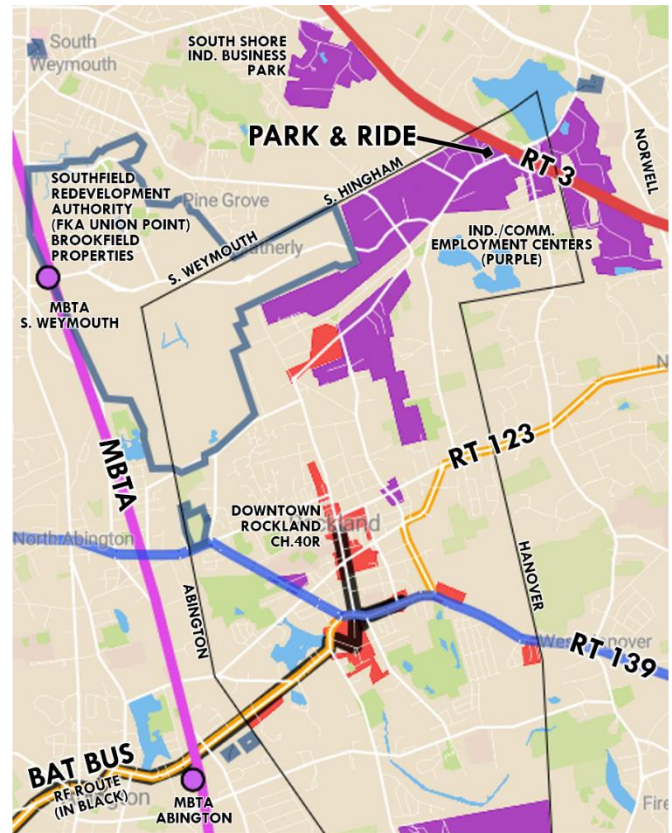 South
Weymouth
SOUTH SHORE
IND. BUSINESS
PARK
PARK & RIDE
RT 3
NORWELL
S. HINGHAM
SOUTHFIELD
REDEVELOPMENT
AUTHORITY
(FKA UNION POINT)
BROOKFIELD
PROPERTIES
Pine Grove
S. WEYMOUTH
IND./COMM.
EMPLOYMENT CENTERS
(PURPLE)
MBTA
S. WEYMOUTH
MBTA
RT 123
DOWNTOWN
ROCKLAND
CH.40R
North Abington
ABINGTON
HANOVER
RT 139
BAT BUS
RF ROUTE
(IN BLACK)
MBTA
ABINGTON
Fire